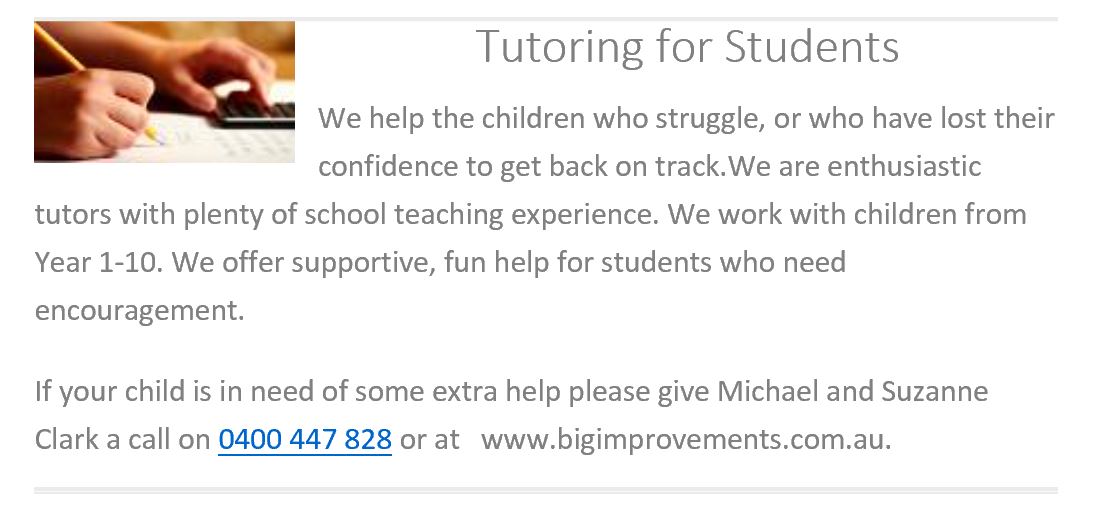 Tutoring for Students
We help the children who struggle, or who have lost their
confidence to get back on track.We are enthusiastic
tutors with plenty of school teaching experience. We work with children from
Year 1-10. We offer supportive, fun help for students who need
encouragement.
If your child is in need of some extra help please give Michael and Suzanne
Clark a call on 0400 447 828 or at   www.bigimprovements.com.au.